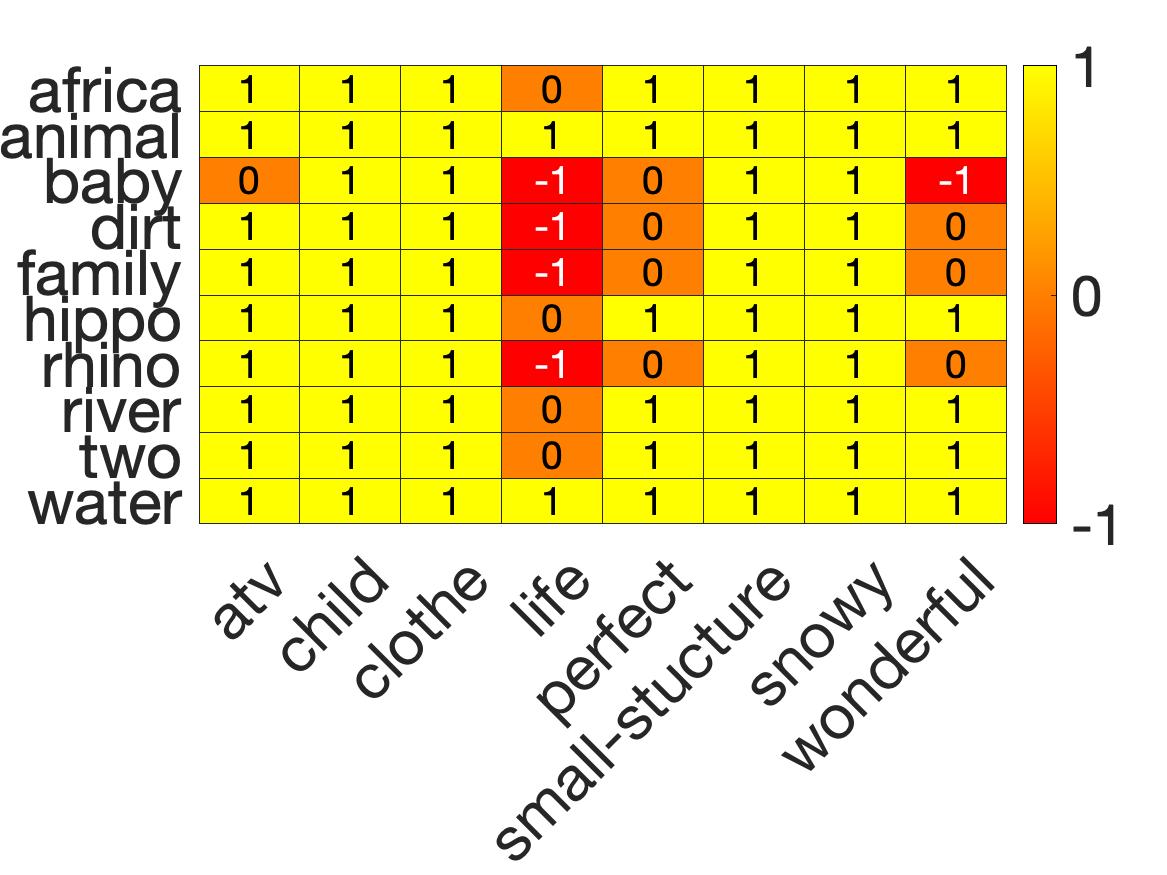 africa 1 1 1 0 1 1 1 1
animal 1 1 1 1 1 1 1 1
baby 0 1 1 -1 0 1 1 -1
dirt 1 1 1 -1 0 1 1 0
family 1 1 1 -1 0 1 1 0
hippo 1 1 1 0 1 1 1 1
rhino 1 1 1 -1 0 1 1 0
river 1 1 1 0 1 1 1 1
two 1 1 1 0 1 1 1 1
water 1 1 1 1 1 1 1 1
atv child clothe life perfect small-stucture snowy wonderful
1
0
-1